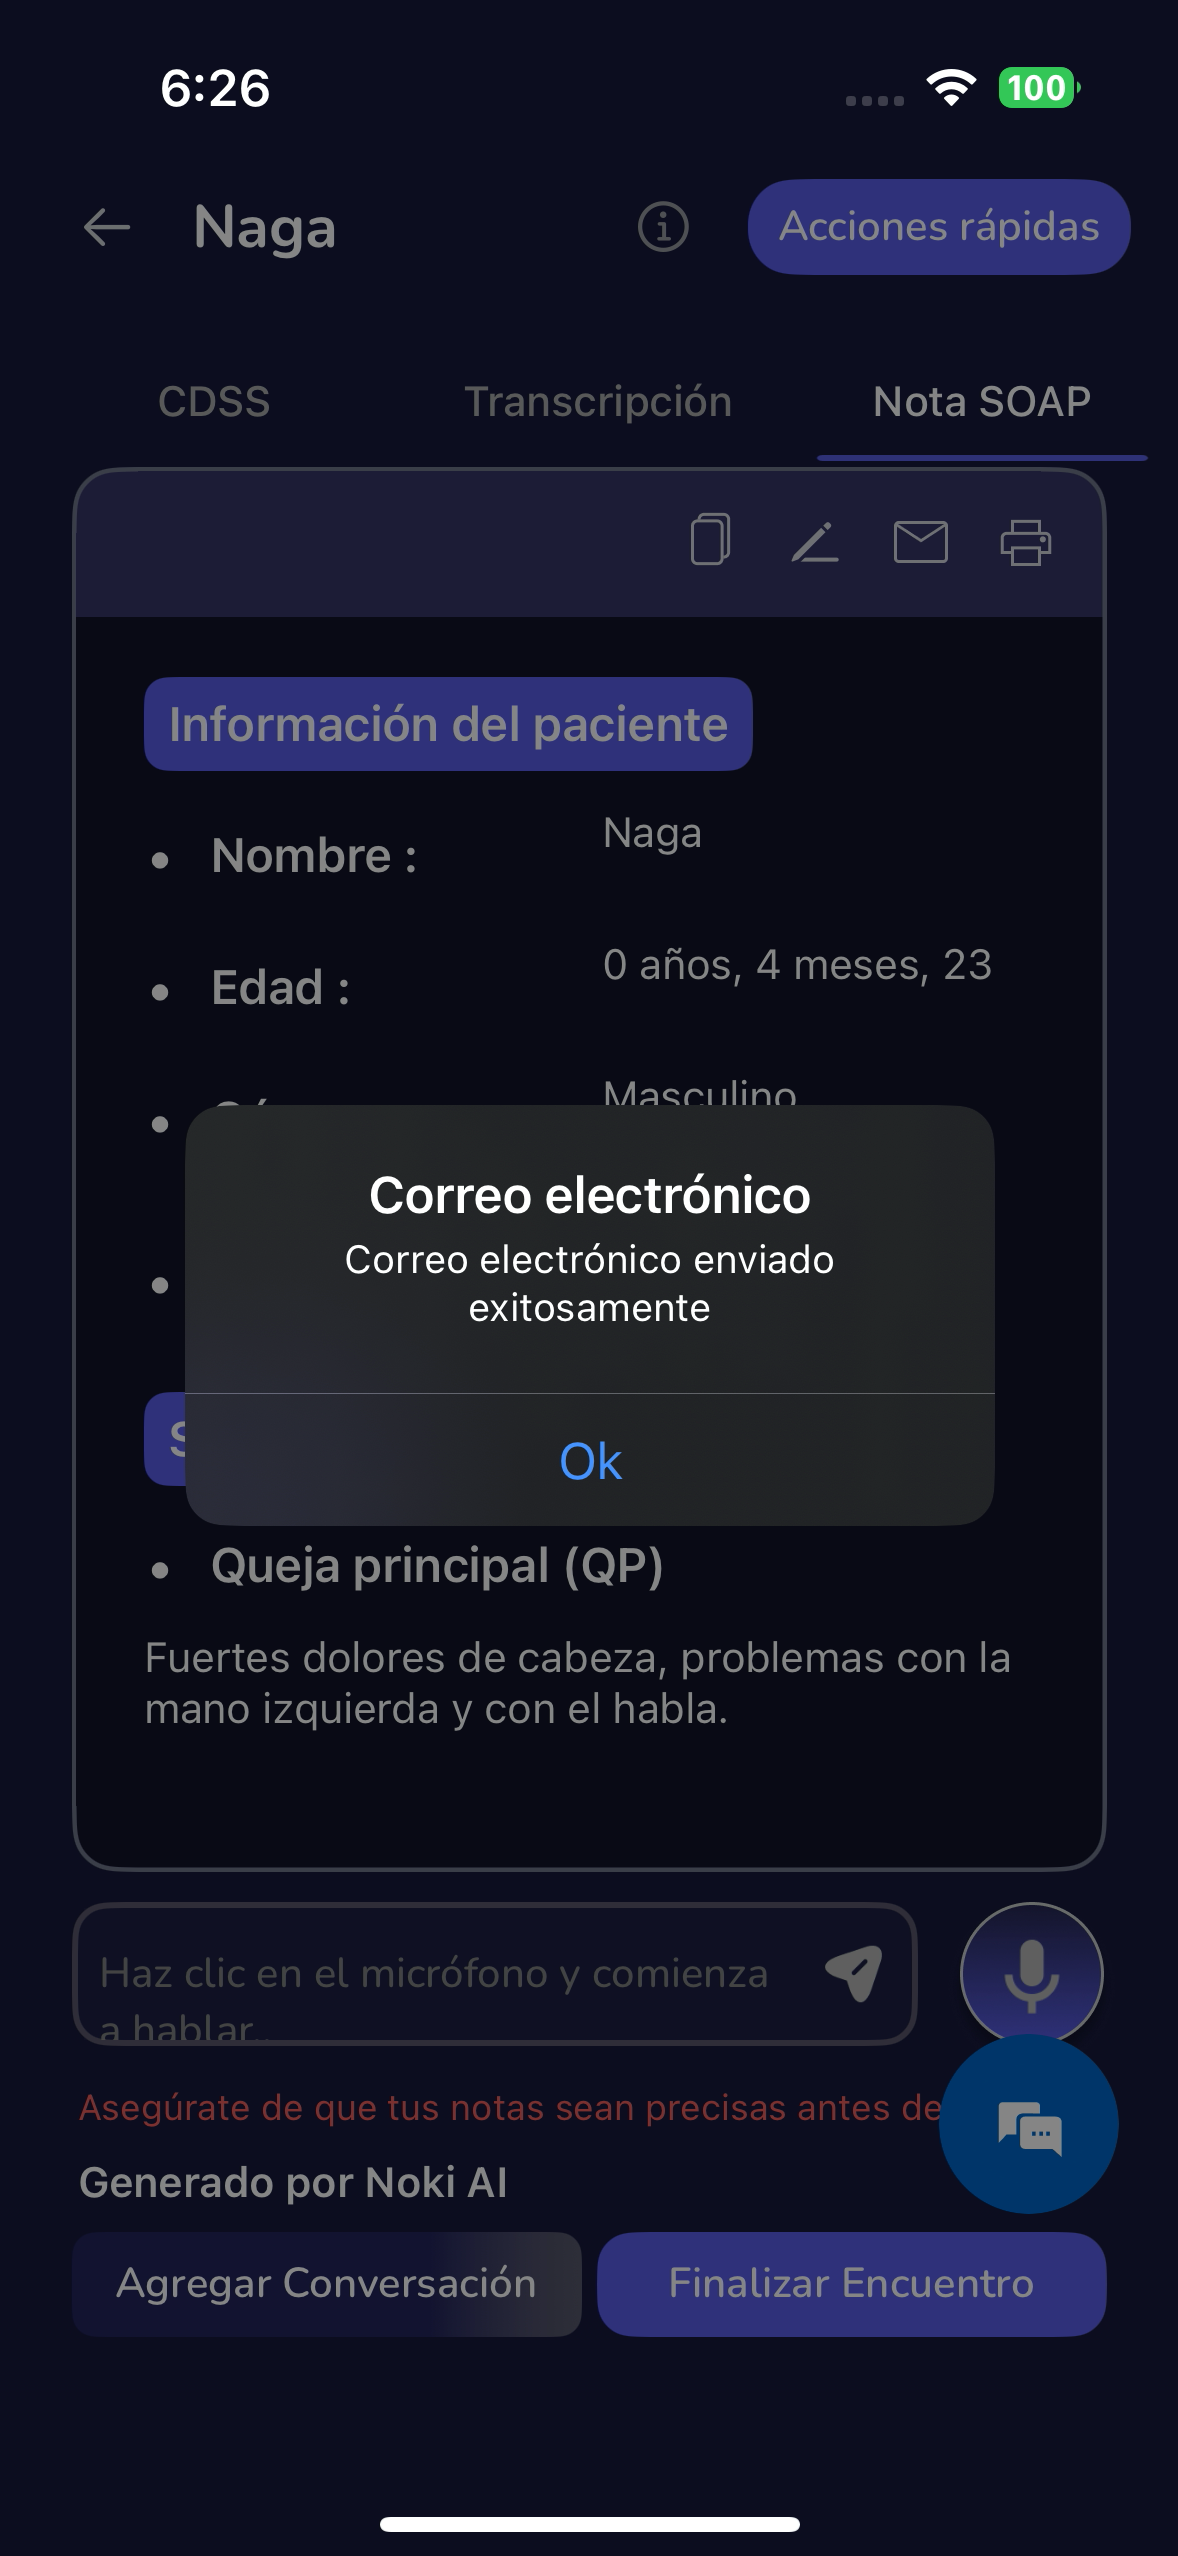 6:26
100
Naga
Acciones rápidas
CDSS
Transcripción
Nota SOAP
Información del paciente
Nombre :
Naga
Edad :
0 años, 4 meses, 23
Masculino
Correo electrónico
Correo electrónico enviado
exitosamente
Ok
Queja principal (QP)
Fuertes dolores de cabeza, problemas con la
mano izquierda y con el habla.
Haz clic en el micrófono y comienza
a hablar..
Asegúrate de que tus notas sean precisas antes de
Generado por Noki AI
Agregar Conversación
Finalizar Encuentro